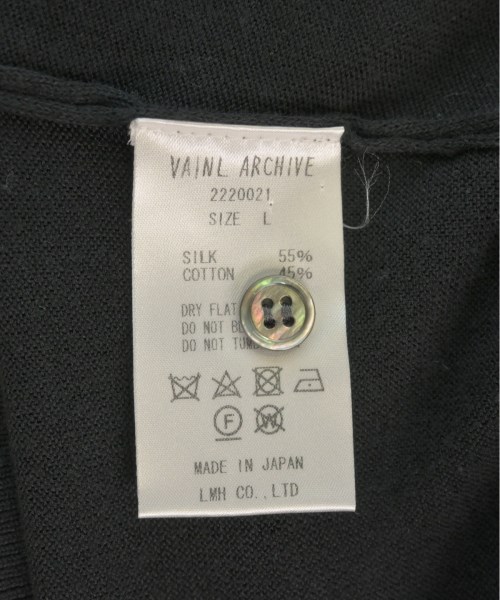 VAINL ARCHIVE
2220021
SIZE L
SILK 55%
COTTON 45%
DRY FLAT
DO NOT
DO NOT
F
W
MADE IN JAPAN
LMH CO.,LTD